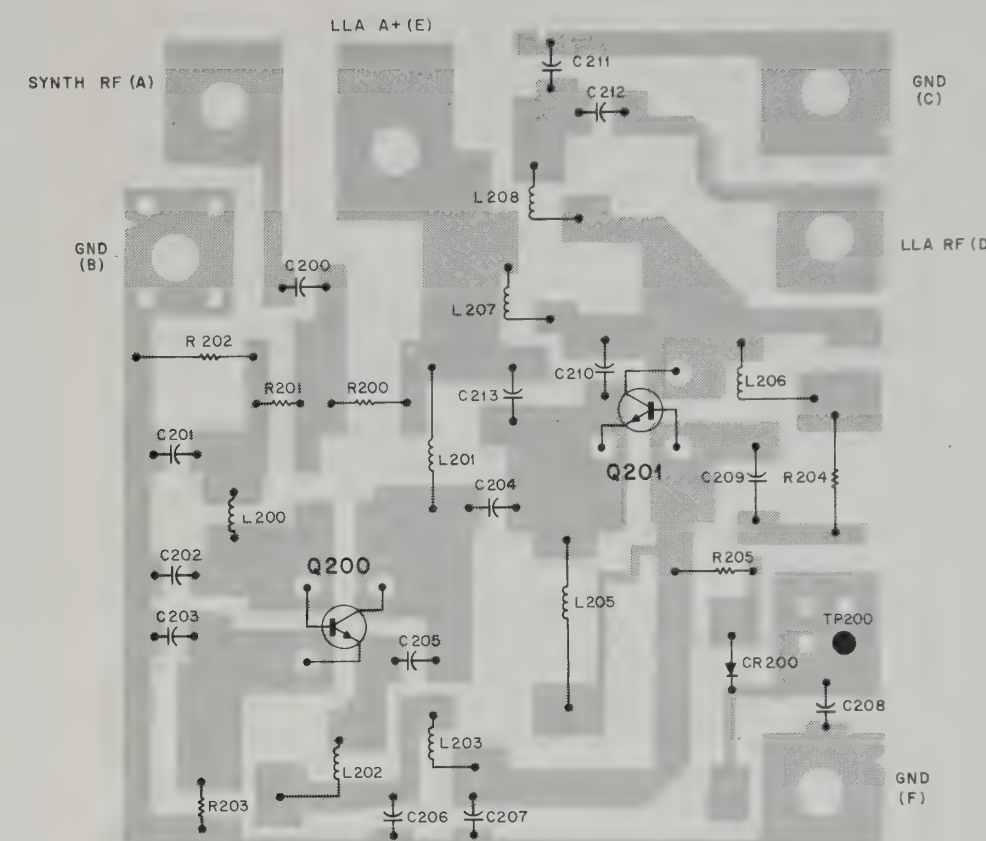 LLA A+ (E)
SYNTH RF (A)
C211
GND
(C)
C212
L208
GND
(B)
LLA RF (D
C200
L207
R 202
C210
L206
R201
R200
C213
C201
L201
Q201
C209
R204
C204
L200
Q200
C202
R205
L205
C203
TP200
C205
CR200
C208
L203
L202
GND
(F)
R203
C206
C207